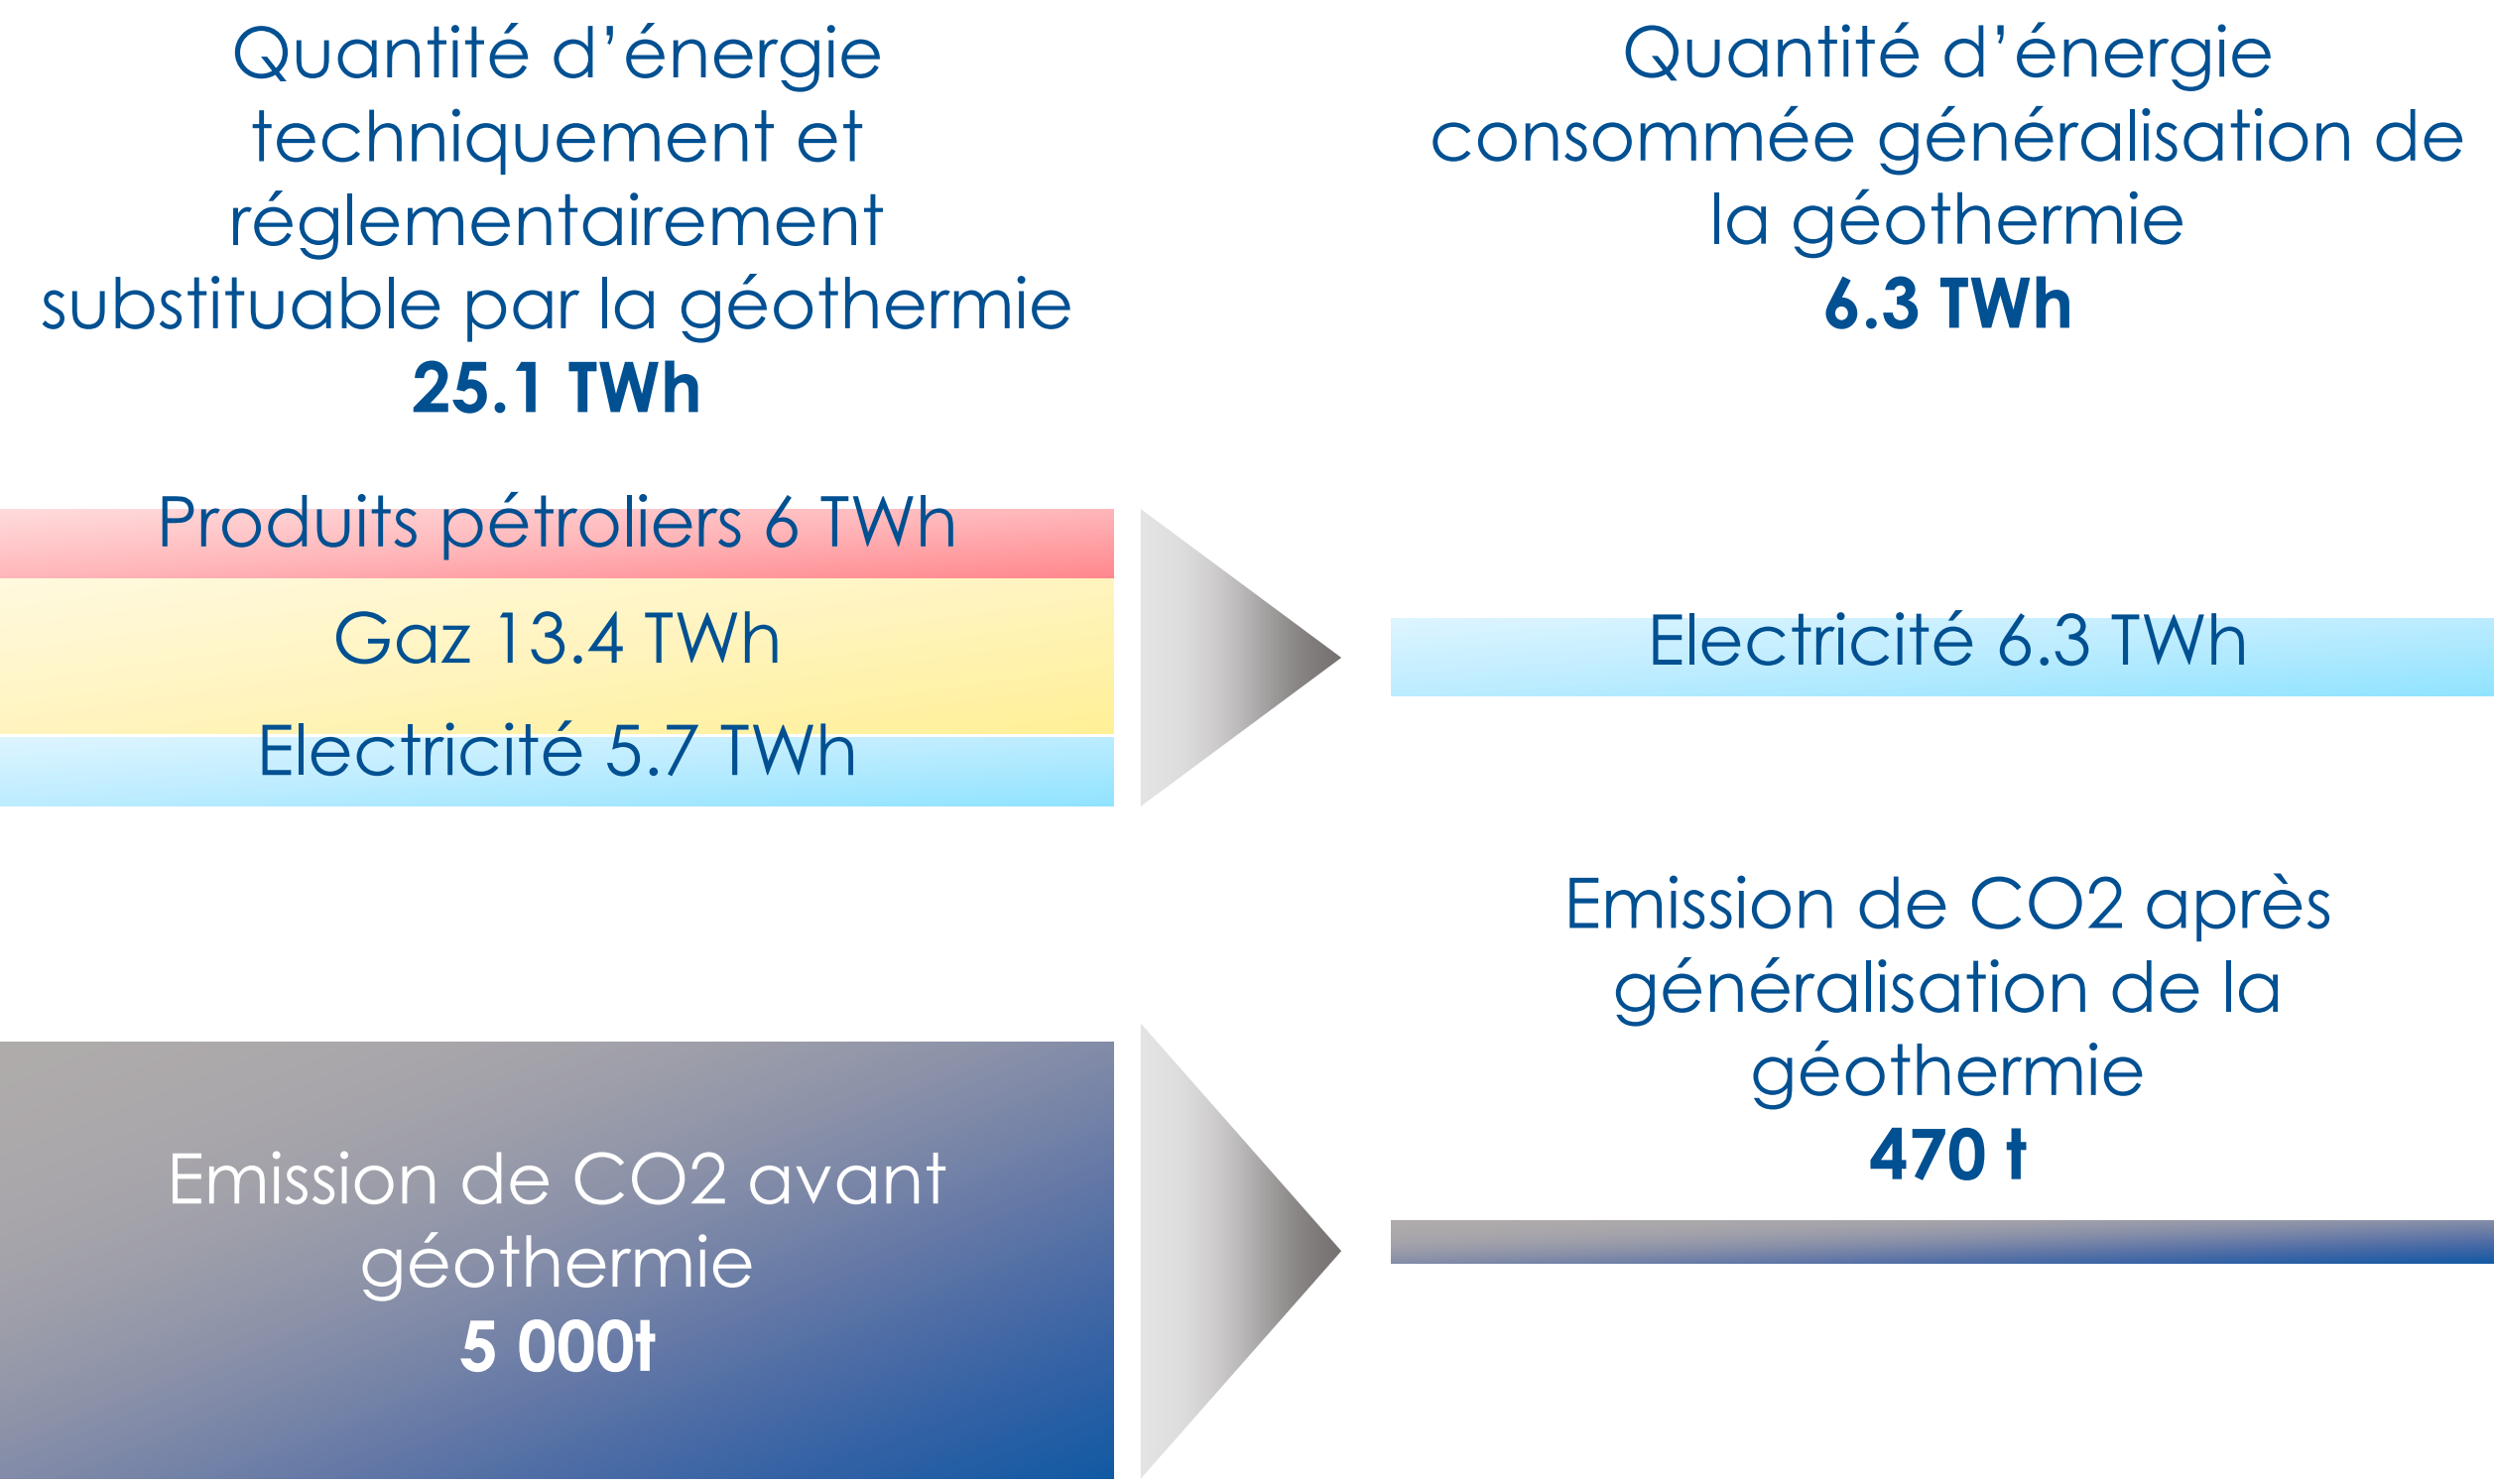 Quantité d’énergie
techniquement et
réglementairement
substituable par la géothermie
25.1 TWh
Produits pétroliers 6 TWh
Gaz 13.4 TWh
Electricité 5.7 TWh
Quantité d’énergie
consommée généralisation de
la géothermie
6.3 TWh
Electricité 6.3 TWh
Emission de CO2 avant
géothermie
5 000t
Emission de CO2 après
généralisation de la
géothermie
470 t